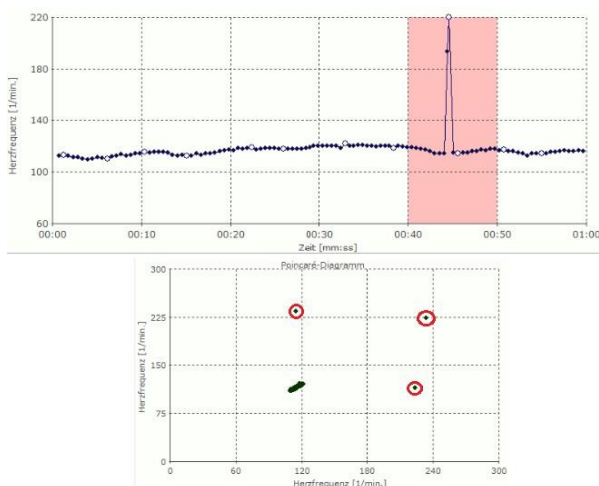 220
180
140
100
60
Herzfrequenz [1/min.]
00:00 00:10 00:20 00:30 00:40 00:50 01:00
Zeit [mm:ss]
Poincaré-Diagramm
300
225
150
75
0
Herzfrequenz [1/min.]
0 60 120 180 240 300
Herzfrequenz [1/min.]